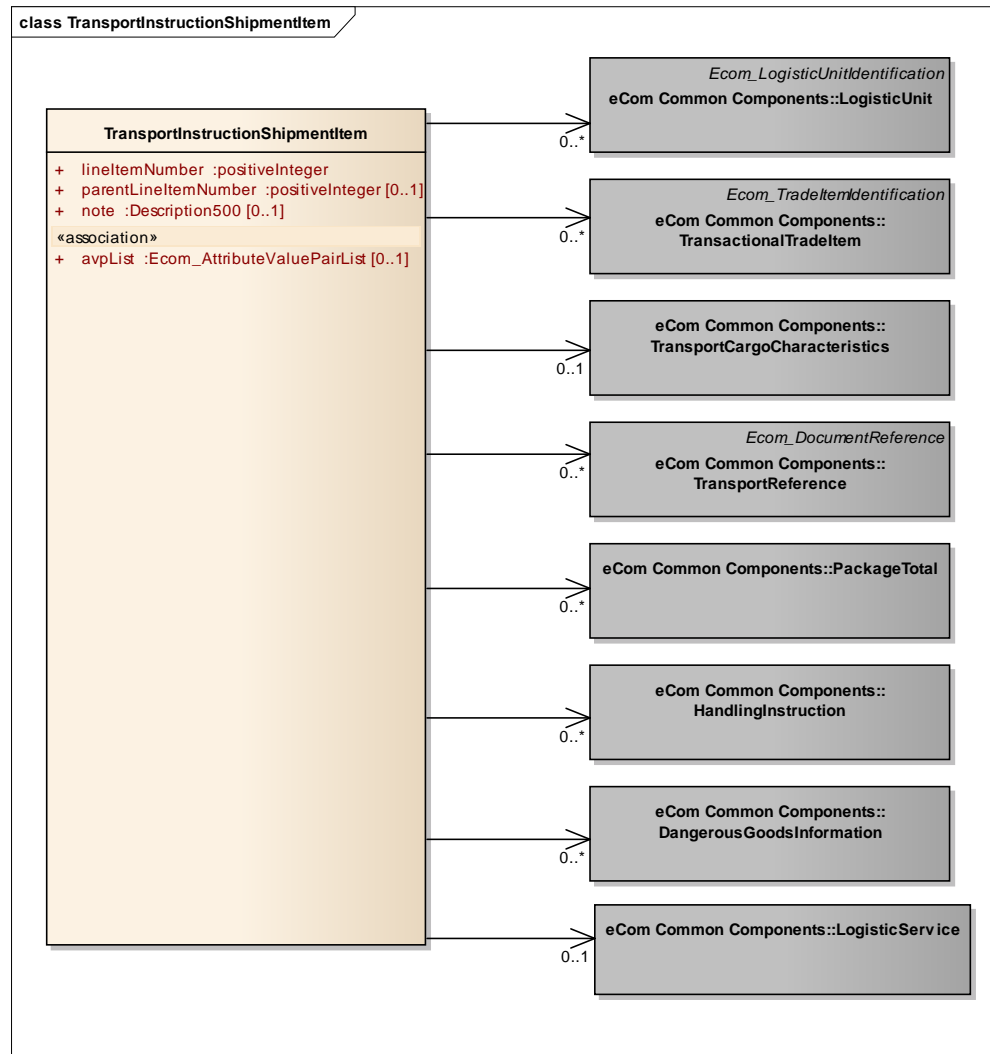 class TransportInstructionShipmentItem
TransportInstructionShipmentItem
+ lineItemNumber :positiveInteger
+ parentLineItemNumber :positiveInteger [0..1]
+ note :Description500 [0..1]
«association»
+ avpList :Ecom_AttributeValuePairList [0..1]
Ecom_LogisticUnitIdentification
eCom Common Components::LogisticUnit
0..*
Ecom_TradeItemIdentification
eCom Common Components::
TransactionalTradeItem
0..*
eCom Common Components::
TransportCargoCharacteristics
0..1
Ecom_DocumentReference
eCom Common Components::
TransportReference
0..*
eCom Common Components::PackageTotal
0..*
eCom Common Components::
HandlingInstruction
0..*
eCom Common Components::
DangerousGoodsInformation
0..*
eCom Common Components::LogisticService
0..1